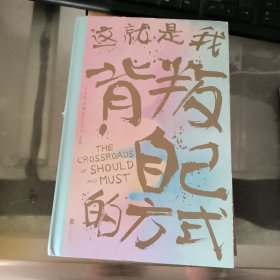 这就是我
背叛
自己
的方式
THE
CROSSROADS
OF SHOULD
AND MUST